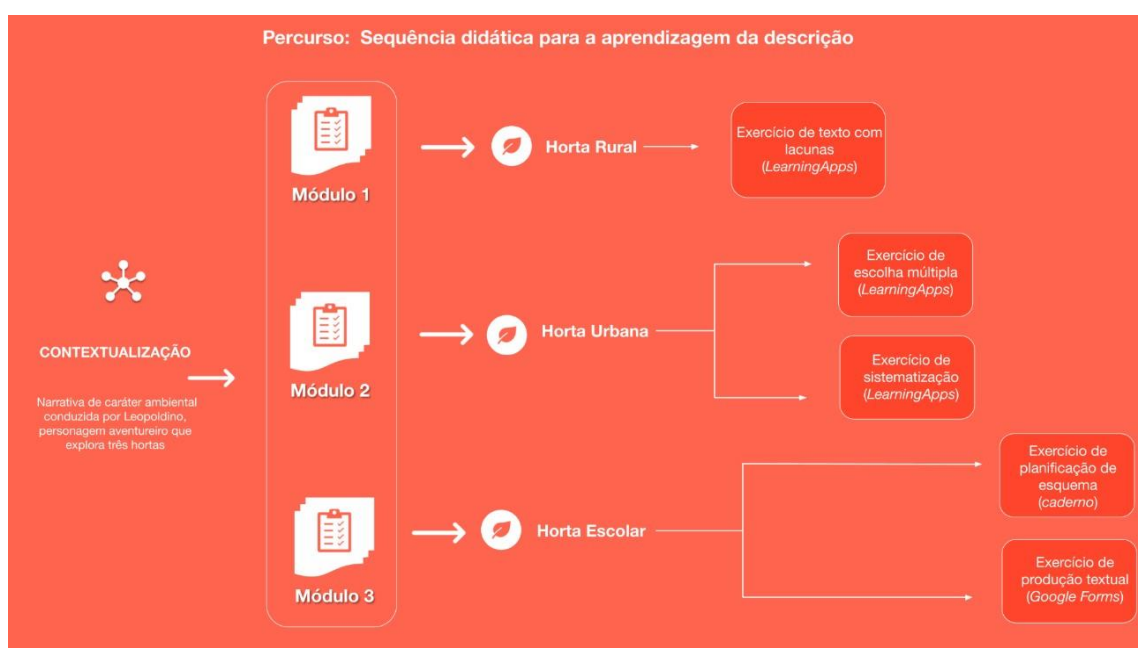 Percurso: Sequência didática para a aprendizagem da descrição
CONTEXTUALIZAÇÃO
Narrativa de caráter ambiental
conduzida por Leopoldino,
personagem aventureiro que
explora três hortas
Módulo 1
Horta Rural
Exercício de texto com
lacunas
(LearningApps)
Módulo 2
Horta Urbana
Exercício de
escolha múltipla
(LearningApps)
Exercício de
sistematização
(LearningApps)
Módulo 3
Horta Escolar
Exercício de
planificação de
esquema
(caderno)
Exercício de
produção textual
(Google Forms)